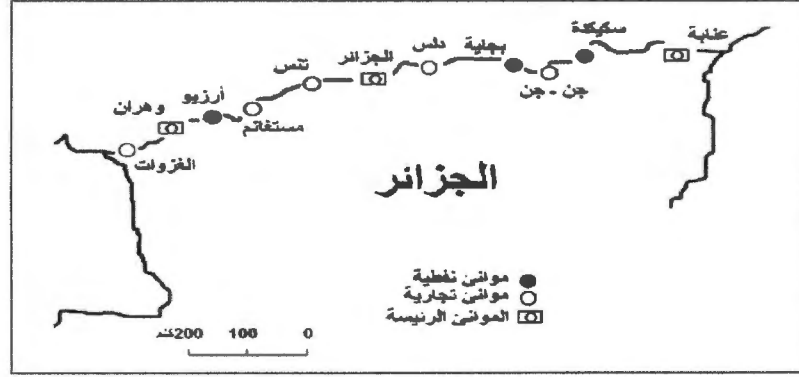 عنابة
سكيكدة
جن - جن
بجاية
دلس
الجزائر
تنس
مستغانم
أرزيو
وهران
الغزوات
الجزائر
موانئ نفطية
موانئ تجارية
الموانئ الرئيسة
0 100 200كم